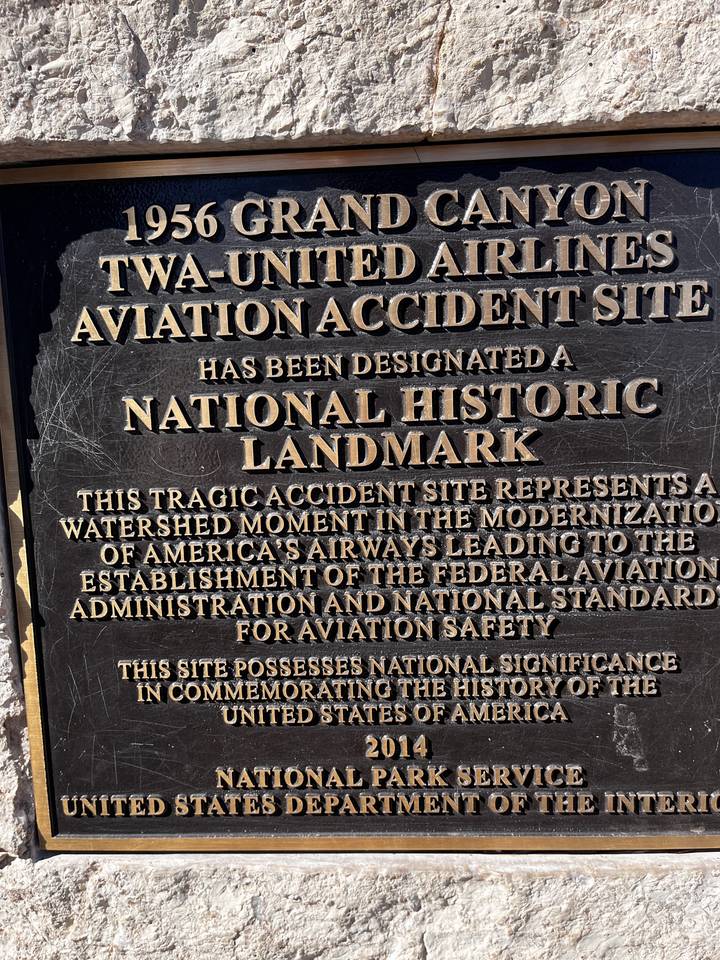 1956 GRAND CANYON
TWA-UNITED AIRLINES
AVIATION ACCIDENT SITE
HAS BEEN DESIGNATED A
NATIONAL HISTORIC
LANDMARK
THIS TRAGIC ACCIDENT SITE REPRESENTS A
WATERSHED MOMENT IN THE MODERNIZATIO
OF AMERICA'S AIRWAYS LEADING TO THE
ESTABLISHMENT OF THE FEDERAL AVIATION
ADMINISTRATION AND NATIONAL STANDARD
FOR AVIATION SAFETY
THIS SITE POSSESSES NATIONAL SIGNIFICANCE
IN COMMEMORATING THE HISTORY OF THE
UNITED STATES OF AMERICA
2014
NATIONAL PARK SERVICE
UNITED STATES DEPARTMENT OF THE INTERIO